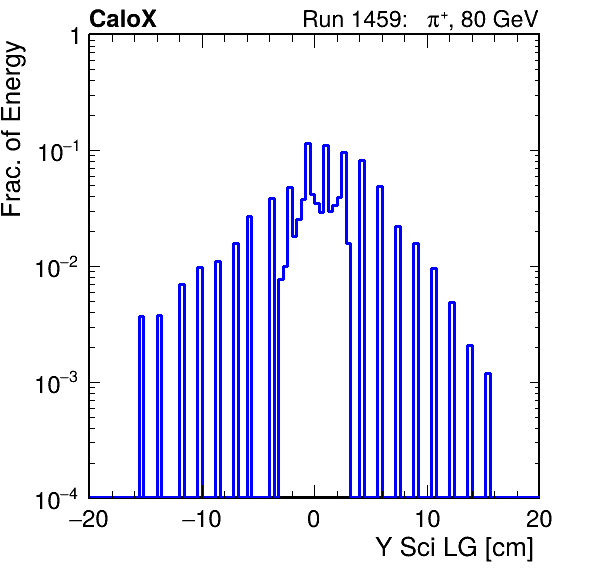 CaloX Run 1459: π⁺, 80 GeV
Frac. of Energy
1
10⁻¹
10⁻²
10⁻³
10⁻⁴
−20 −10 0 10 20
Y Sci LG [cm]